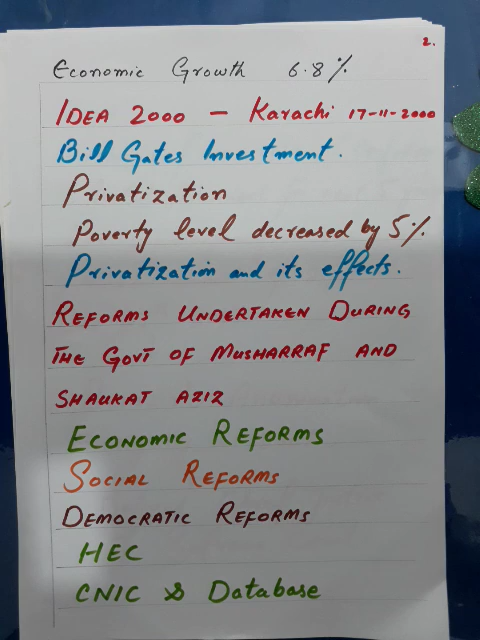 2.
Economic Growth 6.8%
IDEA 2000 – Karachi 17-11-2000
Bill Gates Investment.
Privatization
Poverty level decreased by 5%.
Privatization and its effects.
REFORMS UNDERTAKEN DURING
THE GOVT OF MUSHARRAF AND
SHAUKAT AZIZ
ECONOMIC REFORMS
SOCIAL REFORMS
DEMOCRATIC REFORMS
HEC
CNIC & Database